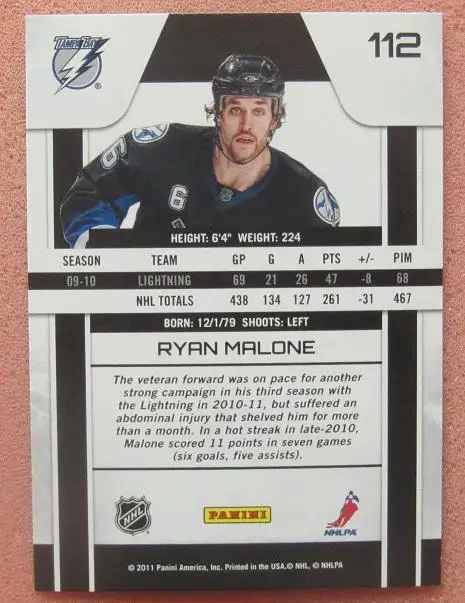 TAMPA BAY
112
®
6
6
HEIGHT: 6'4" WEIGHT: 224
SEASON TEAM GP G A PTS +/- PIM
09-10 LIGHTNING 69 21 26 47 -8 68
NHL TOTALS 438 134 127 261 -31 467
BORN: 12/1/79 SHOOTS: LEFT
RYAN MALONE
The veteran forward was on pace for another
strong campaign in his third season with
the Lightning in 2010-11, but suffered an
abdominal injury that shelved him for more
than a month. In a hot streak in late-2010,
Malone scored 11 points in seven games
(six goals, five assists).
NHL PANINI NHLPA
© 2011 Panini America, Inc. Printed in the USA.© NHL, © NHLPA